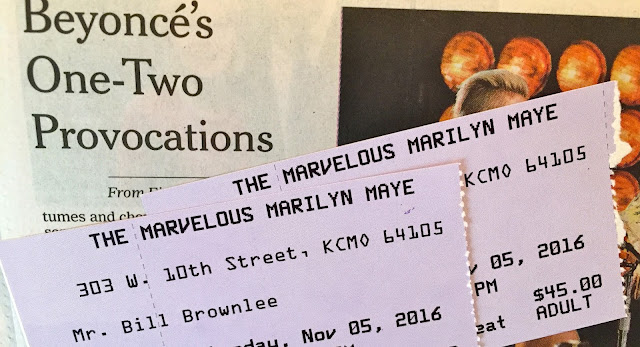 Beyoncé's
One-Two
Provocations
From
tumes and
THE MARVELOUS MARILYN MAYE
KCMO 64105
05, 2016
PM
$45.00
ADULT
THE MARVELOUS MARILYN MAYE
303 W. 10th Street, KCMO 64105
Mr. Bill Brownlee
Nov 05, 2016